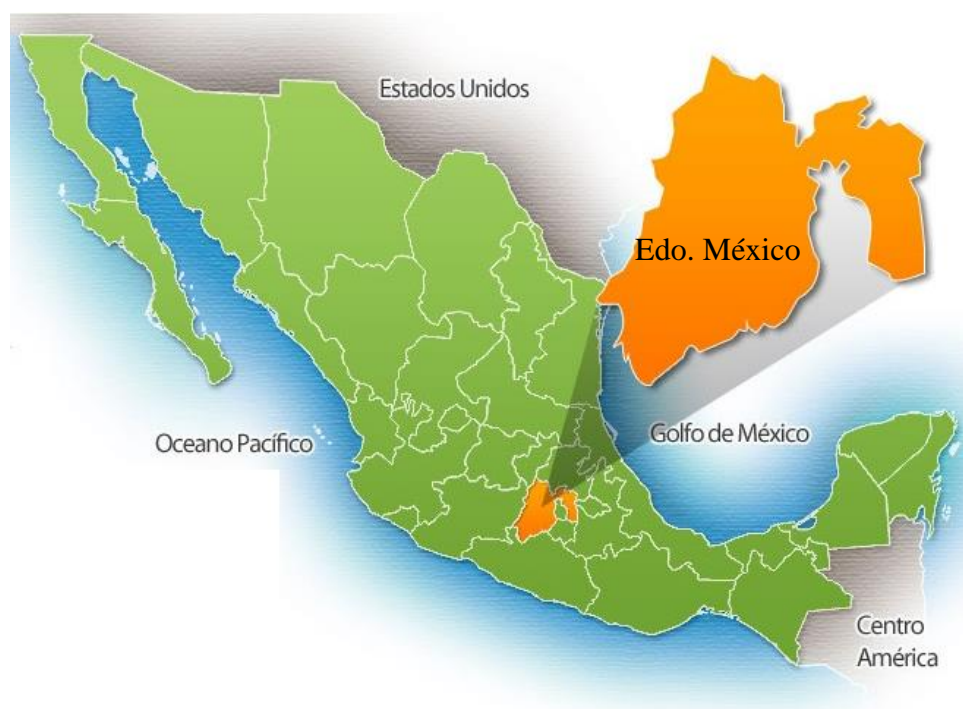 Estados Unidos
Edo. México
Oceano Pacífico
Golfo de México
Centro
América